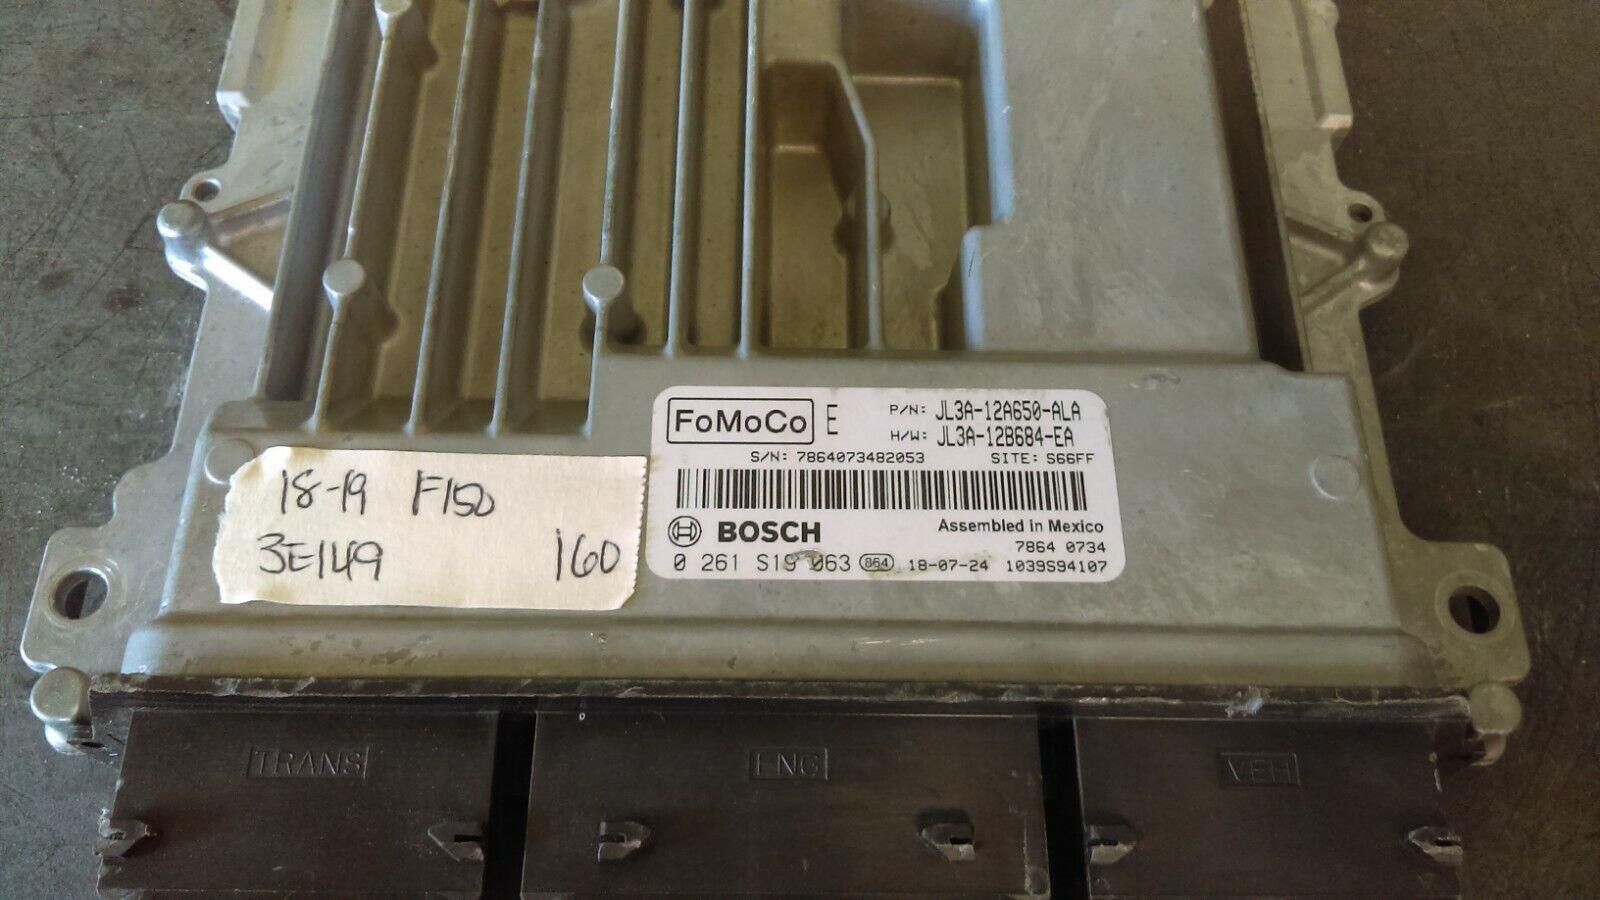 FoMoCo E P/N: JL3A-12A650-ALA
H/W: JL3A-12B684-EA
S/N: 7864073482053 SITE: S66FF
BOSCH Assembled in Mexico
7864 0734
0 261 S19 063 864 18-07-24 1039S94107
18-19 F150
3E149 160
TRANS ENG VEH